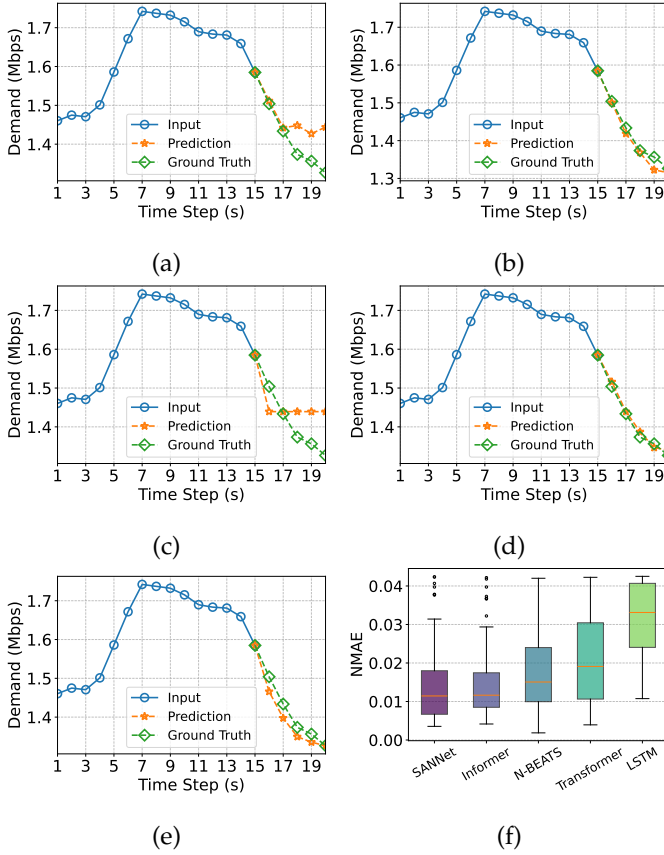 1.7
1.6
1.5
1.4
Demand (Mbps)
Input
Prediction
Ground Truth
1 3 5 7 9 11 13 15 17 19
Time Step (s)
(a)
1.7
1.6
1.5
1.4
1.3
Demand (Mbps)
Input
Prediction
Ground Truth
1 3 5 7 9 11 13 15 17 19
Time Step (s)
(b)
1.7
1.6
1.5
1.4
Demand (Mbps)
Input
Prediction
Ground Truth
1 3 5 7 9 11 13 15 17 19
Time Step (s)
(c)
1.7
1.6
1.5
1.4
Demand (Mbps)
Input
Prediction
Ground Truth
1 3 5 7 9 11 13 15 17 19
Time Step (s)
(d)
1.7
1.6
1.5
1.4
Demand (Mbps)
Input
Prediction
Ground Truth
1 3 5 7 9 11 13 15 17 19
Time Step (s)
(e)
0.04
0.03
0.02
0.01
0.00
NMAE
SANNet Informer N-BEATS Transformer LSTM
(f)